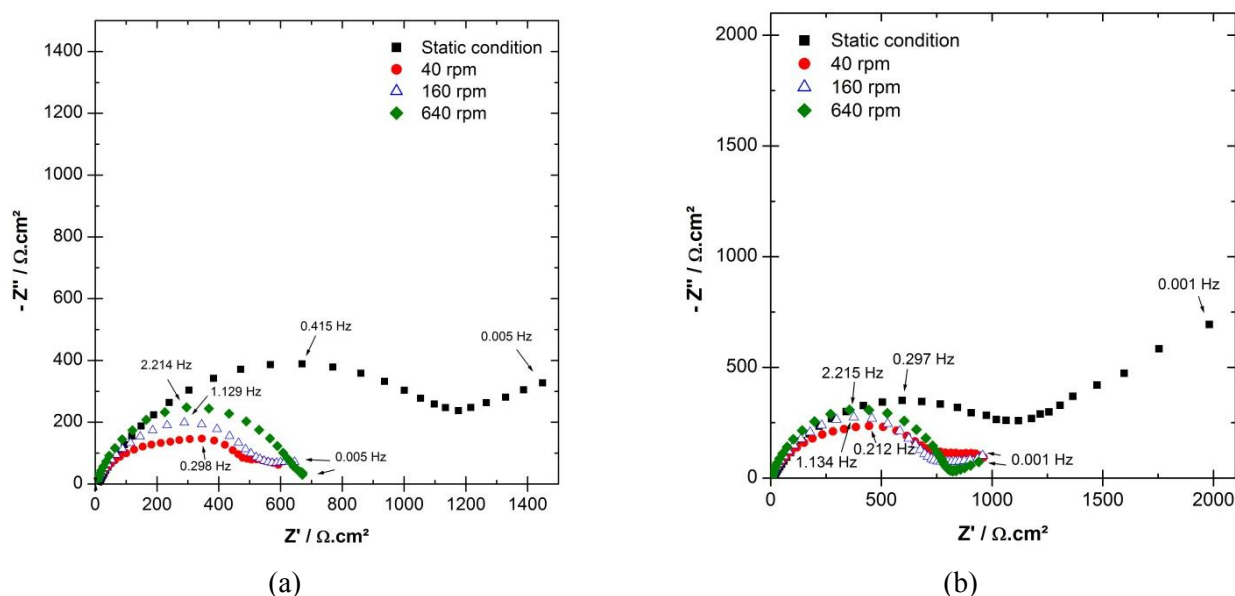 1400
1200
1000
800
600
400
200
0
- Z'' / Ω.cm²
Static condition
40 rpm
160 rpm
640 rpm
0.415 Hz
0.005 Hz
2.214 Hz
1.129 Hz
0.298 Hz
0.005 Hz
0 200 400 600 800 1000 1200 1400
Z' / Ω.cm²
(a)
2000
1750
1500
1250
1000
750
500
250
0
- Z'' / Ω.cm²
Static condition
40 rpm
160 rpm
640 rpm
0.001 Hz
0.297 Hz
2.215 Hz
1.134 Hz
0.212 Hz
0.001 Hz
0 500 1000 1500 2000
Z' / Ω.cm²
(b)